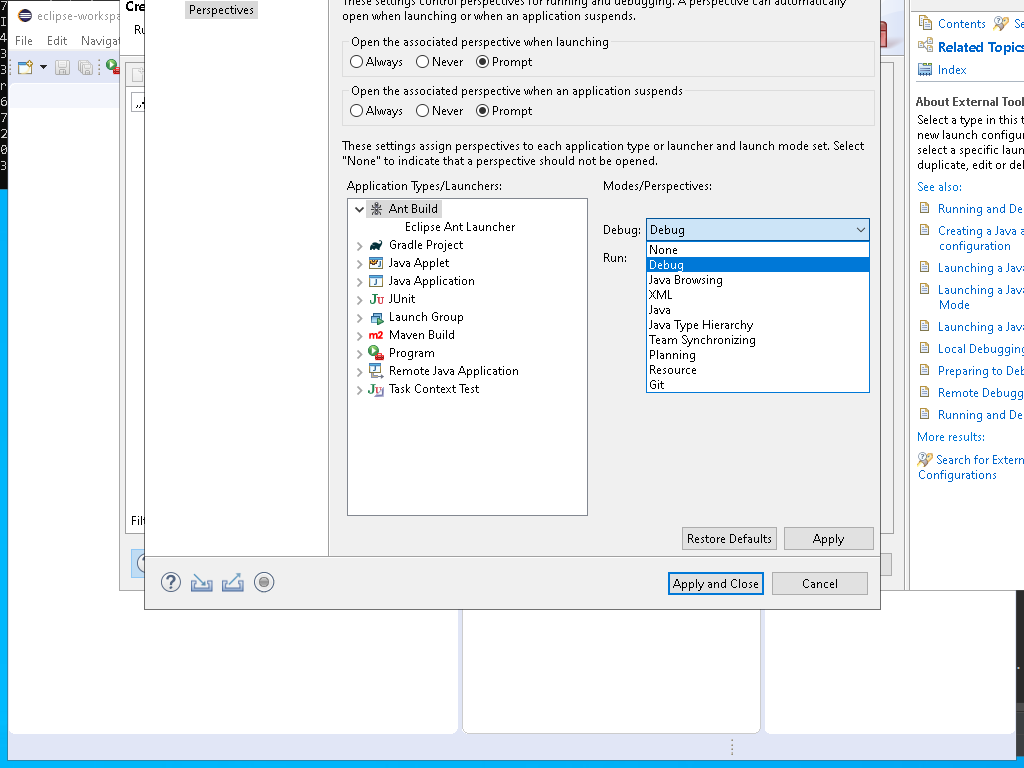 eclipse-workspa
File Edit Navigat
Cre
Ru
Perspectives
These settings control perspectives for running and debugging. A perspective can automatically
open when launching or when an application suspends.
Open the associated perspective when launching
Always Never Prompt
Open the associated perspective when an application suspends
Always Never Prompt
These settings assign perspectives to each application type or launcher and launch mode set. Select
"None" to indicate that a perspective should not be opened.
Application Types/Launchers:
Modes/Perspectives:
Ant Build
Eclipse Ant Launcher
Gradle Project
Java Applet
Java Application
JUnit
Launch Group
Maven Build
Program
Remote Java Application
Task Context Test
Debug: Debug
Run:
None
Debug
Java Browsing
XML
Java
Java Type Hierarchy
Team Synchronizing
Planning
Resource
Git
Filt
Restore Defaults Apply
Apply and Close Cancel
Contents Se
Related Topics
Index
About External Tool
Select a type in this t
new launch configur
select a specific laun
duplicate, edit or del
See also:
Running and De
Creating a Java a
configuration
Launching a Java
Launching a Java
Mode
Launching a Java
Local Debugging
Preparing to Deb
Remote Debugg
Running and De
More results:
Search for Extern
Configurations